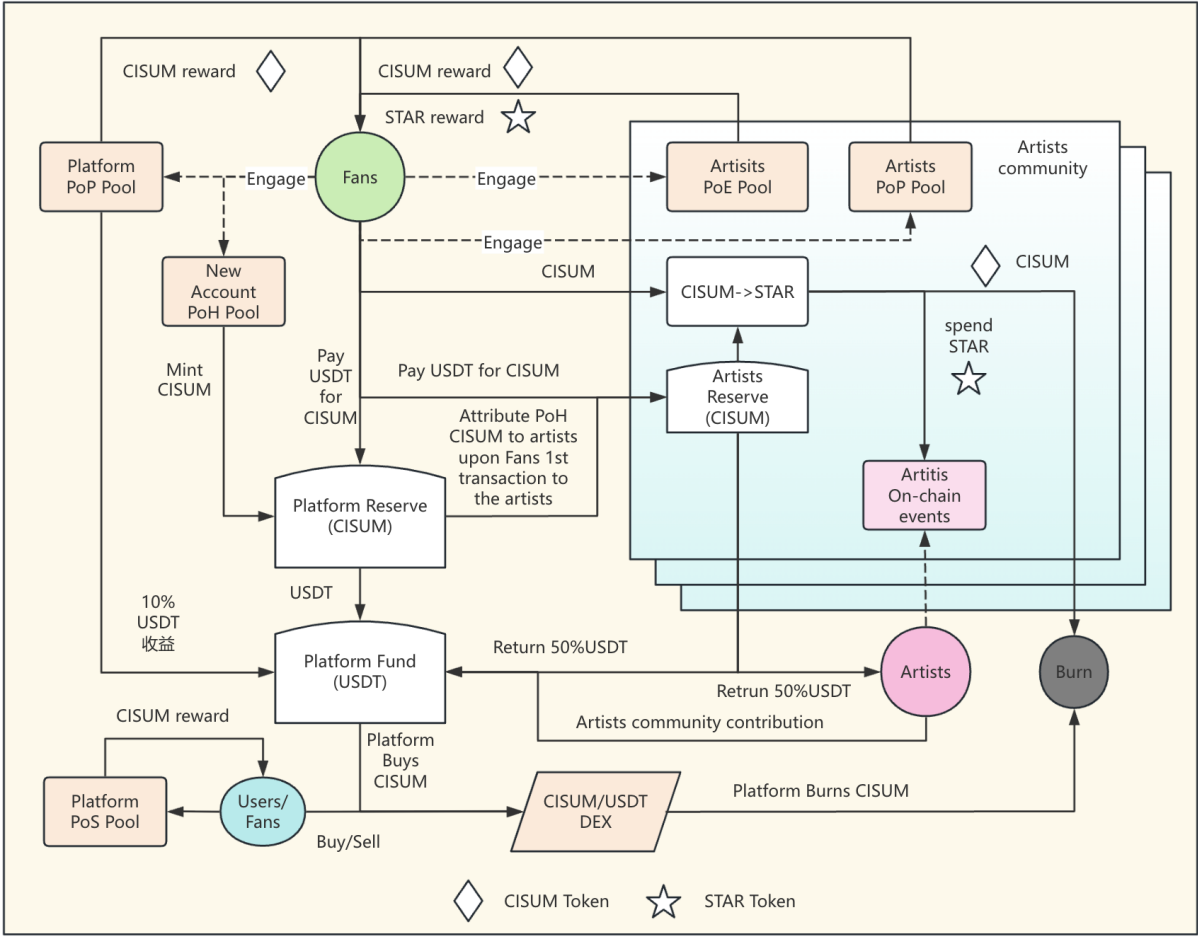 CISUM reward
CISUM reward
STAR reward
Platform
PoP Pool
Engage
Fans
Engage
Artisits
PoE Pool
Artists
PoP Pool
Artists
community
Engage
New
Account
PoH Pool
CISUM
CISUM->STAR
CISUM
spend
STAR
Mint
CISUM
Pay
USDT
for
CISUM
Pay USDT for CISUM
Artists
Reserve
(CISUM)
Attribute PoH
CISUM to artists
upon Fans 1st
transaction to
the artists
Artitis
On-chain
events
Platform Reserve
(CISUM)
USDT
10%
USDT
收益
Platform Fund
(USDT)
Return 50%USDT
Retrun 50%USDT
Artists
Burn
Artists community contribution
CISUM reward
Platform
Buys
CISUM
Platform
PoS Pool
Users/
Fans
Buy/Sell
CISUM/USDT
DEX
Platform Burns CISUM
CISUM Token
STAR Token